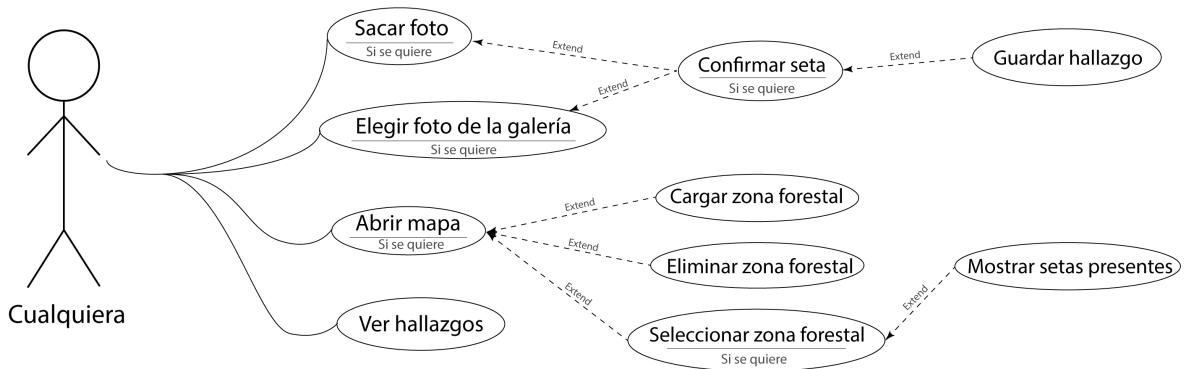 Sacar foto
Si se quiere
Extend
Confirmar seta
Si se quiere
Extend
Guardar hallazgo
Extend
Elegir foto de la galería
Si se quiere
Cargar zona forestal
Extend
Abrir mapa
Si se quiere
Extend
Eliminar zona forestal
Mostrar setas presentes
Extend
Extend
Cualquiera
Ver hallazgos
Seleccionar zona forestal
Si se quiere